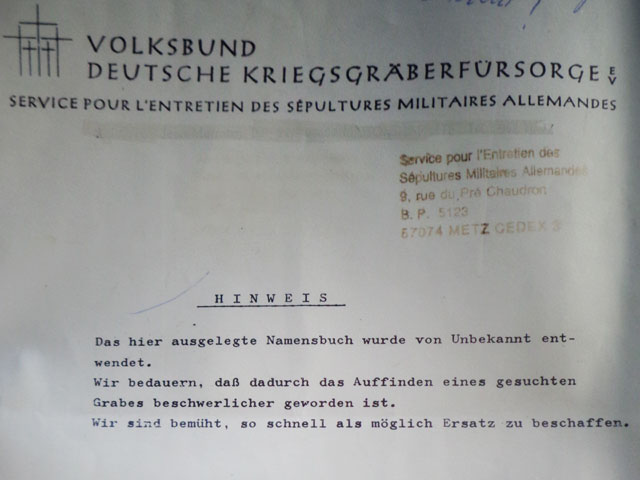 VOLKSBUND
DEUTSCHE KRIEGSGRÄBERFÜRSORGE EV
SERVICE POUR L'ENTRETIEN DES SÉPULTURES MILITAIRES ALLEMANDES
Service pour l'Entretien des
Sépultures Militaires Allemandes
9, rue du Pré Chaudron
B. P. 5123
57074 METZ CEDEX 3
HINWEIS
Das hier ausgelegte Namensbuch wurde von Unbekannt ent-
wendet.
Wir bedauern, daß dadurch das Auffinden eines gesuchten
Grabes beschwerlicher geworden ist.
Wir sind bemüht, so schnell als möglich Ersatz zu beschaffen.